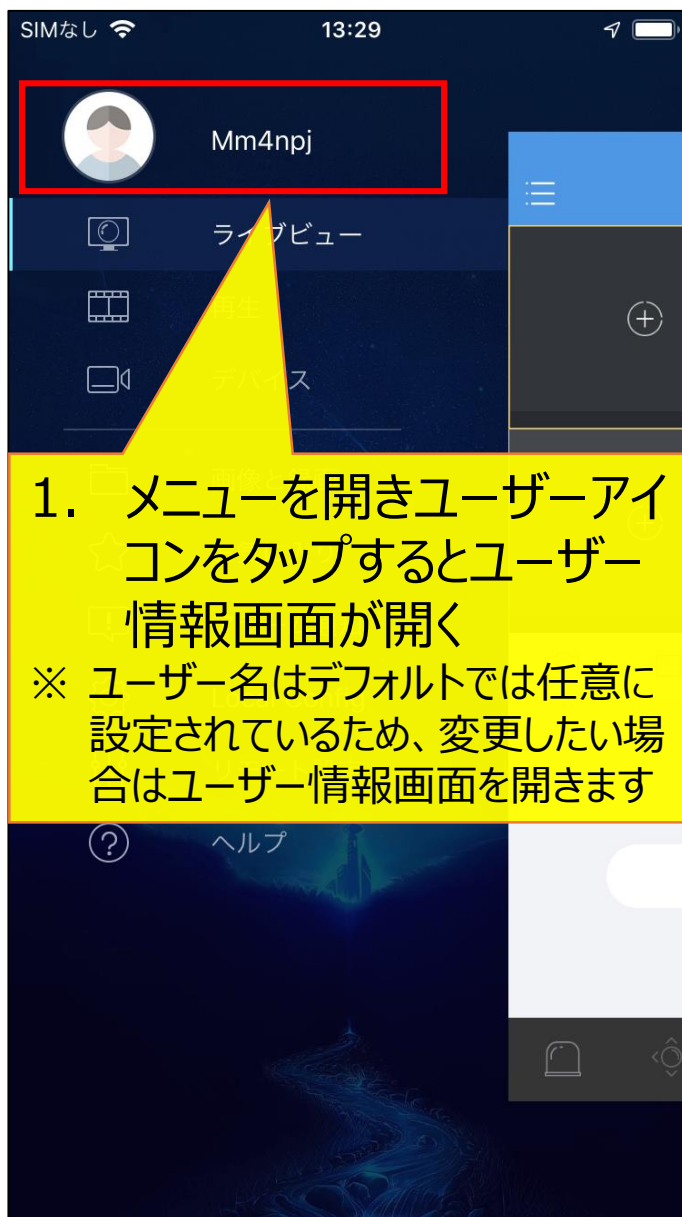 SIMなし 13:29
Mm4npj
ライブビュー
再生
デバイス
1. メニューを開きユーザーアイ
コンをタップするとユーザー
情報画面が開く
※ ユーザー名はデフォルトでは任意に
設定されているため、変更したい場
合はユーザー情報画面を開きます
Local Config
ヘルプ